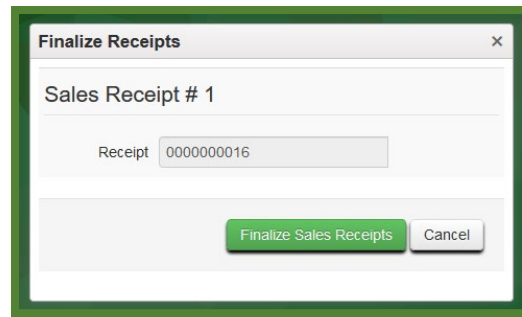 Finalize Receipts ×
Sales Receipt # 1
Receipt 0000000016
Finalize Sales Receipts Cancel